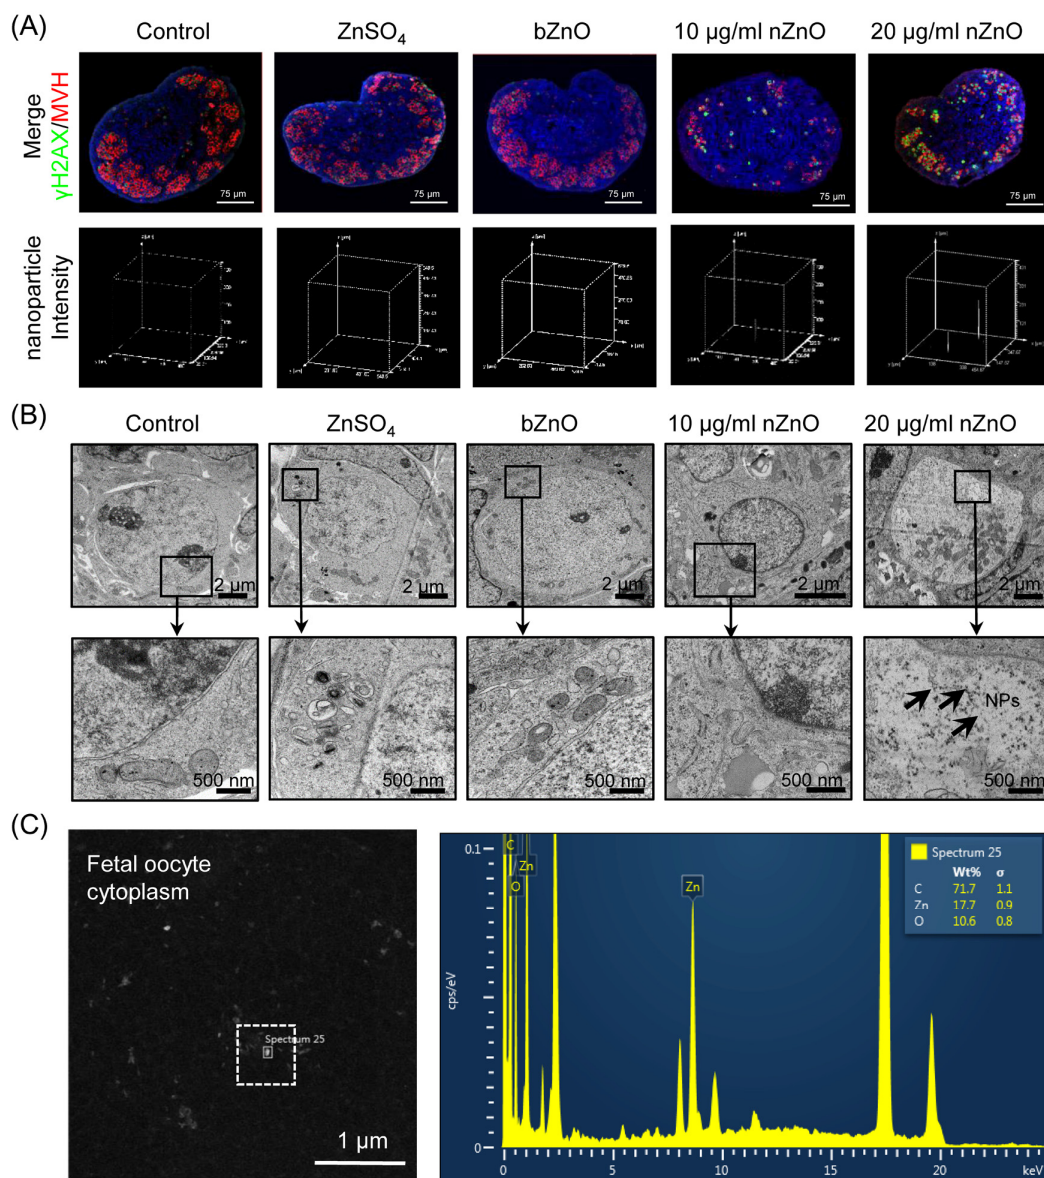 (A)
Control
ZnSO4
bZnO
10 µg/ml nZnO
20 µg/ml nZnO
Merge
γH2AX/MVH
75 µm
75 µm
75 µm
75 µm
75 µm
nanoparticle
Intensity
(B)
Control
ZnSO4
bZnO
10 µg/ml nZnO
20 µg/ml nZnO
2 µm
2 µm
2 µm
2 µm
2 µm
NPs
500 nm
500 nm
500 nm
500 nm
500 nm
(C)
Fetal oocyte
cytoplasm
Spectrum 25
1 µm
0.1
cps/eV
0
C
O
Zn
Zn
Spectrum 25
Wt% σ
C 71.7 1.1
Zn 17.7 0.9
O 10.6 0.8
0 5 10 15 20 keV